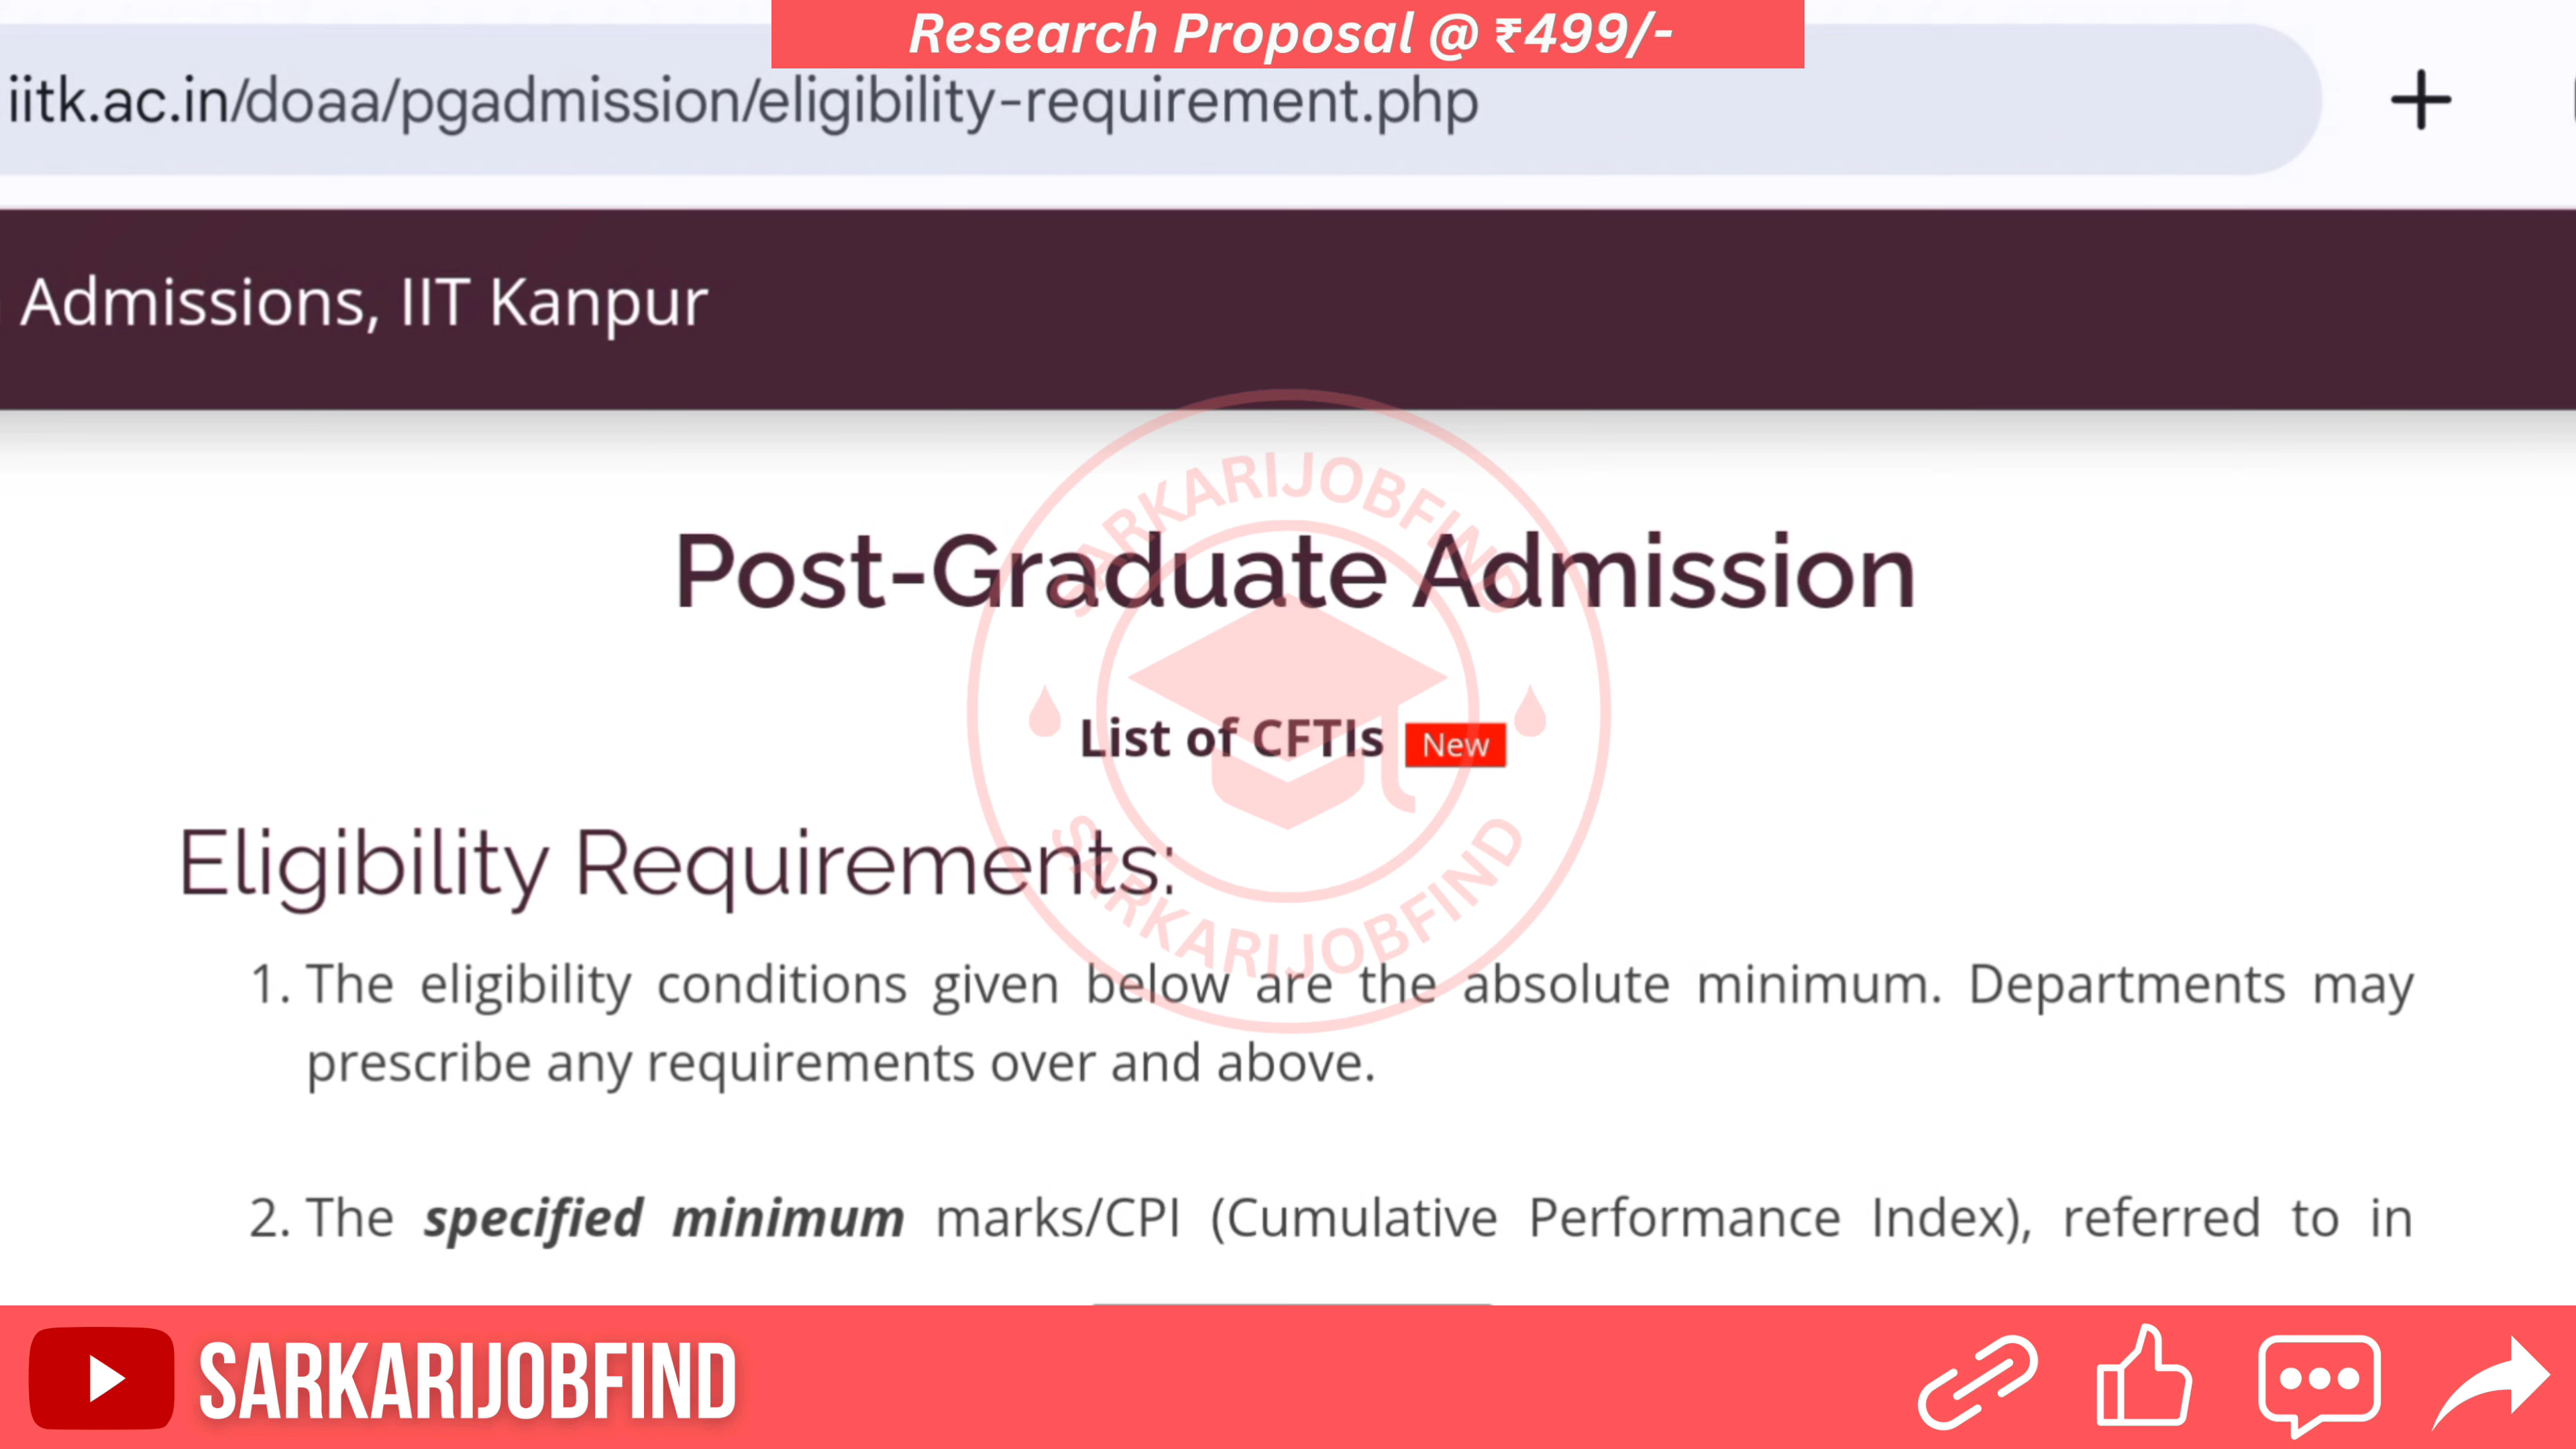 Research Proposal @ ₹499/-
iitk.ac.in/doaa/pgadmission/eligibility-requirement.php
Admissions, IIT Kanpur
Post-Graduate Admission
List of CFTIs New
Eligibility Requirements:
1. The eligibility conditions given below are the absolute minimum. Departments may
prescribe any requirements over and above.
2. The specified minimum marks/CPI (Cumulative Performance Index), referred to in
SARKARIJOBFIND
SARKARIJOBFIND
SARKARIJOBFIND